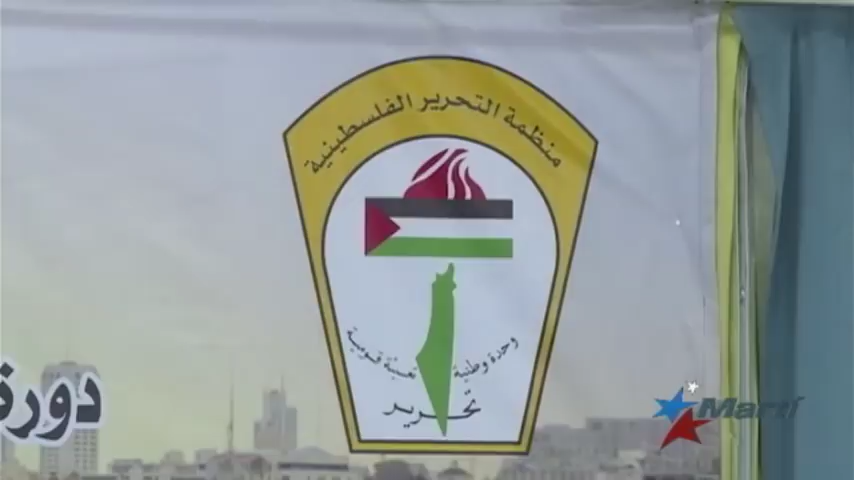 منظمة التحرير الفلسطينية
وحدة وطنية
تعبئة قومية
تحرير
دورة
Martí